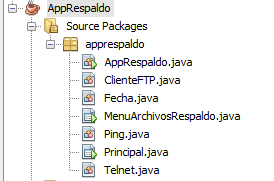 AppRespaldo
Source Packages
apprespaldo
AppRespaldo.java
ClienteFTP.java
Fecha.java
MenuArchivosRespaldo.java
Ping.java
Principal.java
Telnet.java